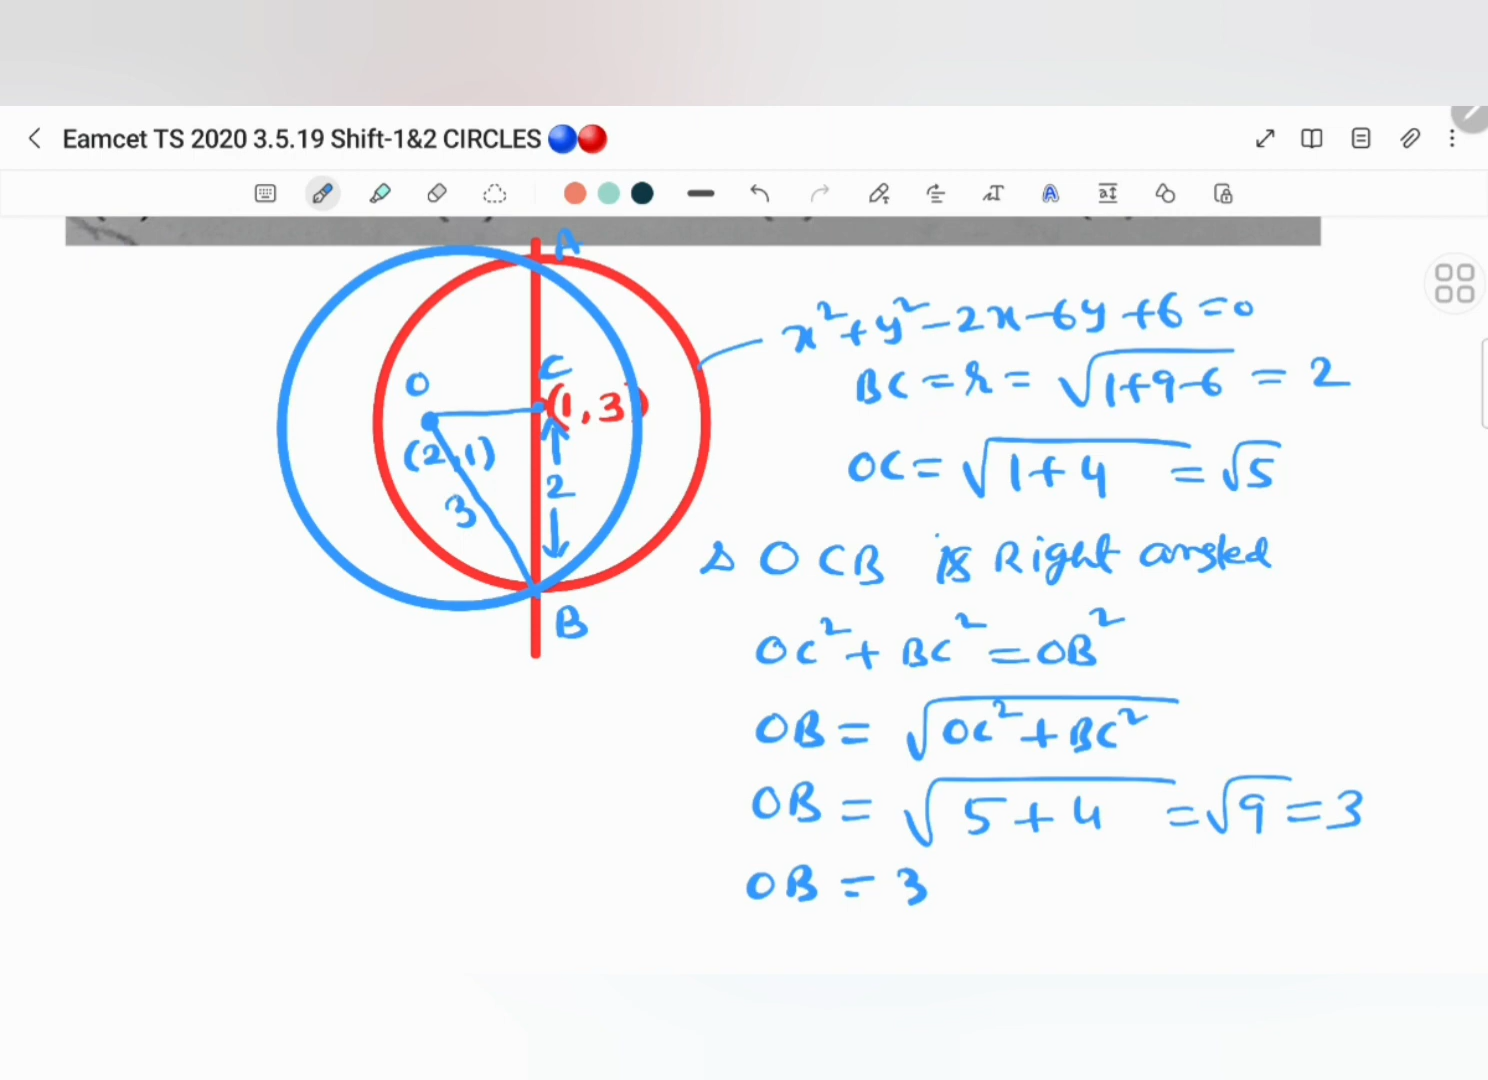 Eamcet TS 2020 3.5.19 Shift-1&2 CIRCLES
A
x²+y²-2x-6y+6=0
BC=r=√(1+9-6) = 2
O
C
(1,3)
(2,1)
OC=√(1+4) =√5
2
3
Δ OCB is Right angled
B
OC²+BC²=OB²
OB= √(OC²+BC²)
OB= √(5+4) =√9=3
OB = 3